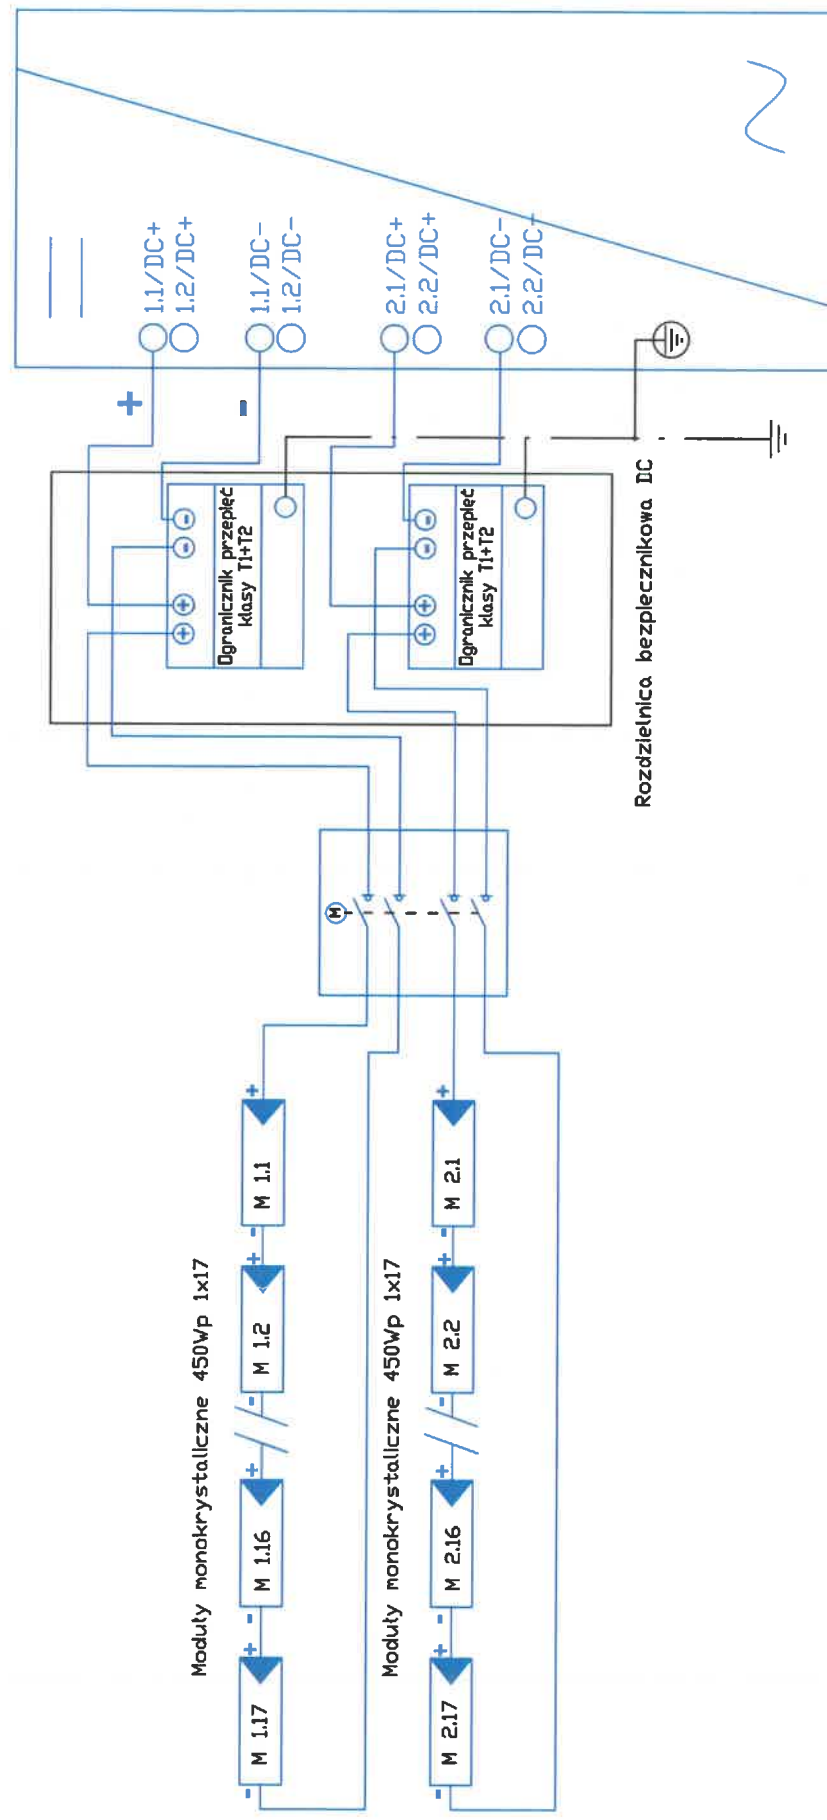 Moduły monokrystaliczne 450Wp 1x17
M 1.17
M 1.16
M 1.2
M 1.1
- + - + - + - +
Moduły monokrystaliczne 450Wp 1x17
M 2.17
M 2.16
M 2.2
M 2.1
- + - + - + - +
M
Ogranicznik przepięć
klasy T1+T2
+ + - -
Ogranicznik przepięć
klasy T1+T2
+ + - -
Rozdzielnica bezpiecznikowa DC
+
-
1.1/DC+
1.2/DC+
1.1/DC-
1.2/DC-
2.1/DC+
2.2/DC+
2.1/DC-
2.2/DC-